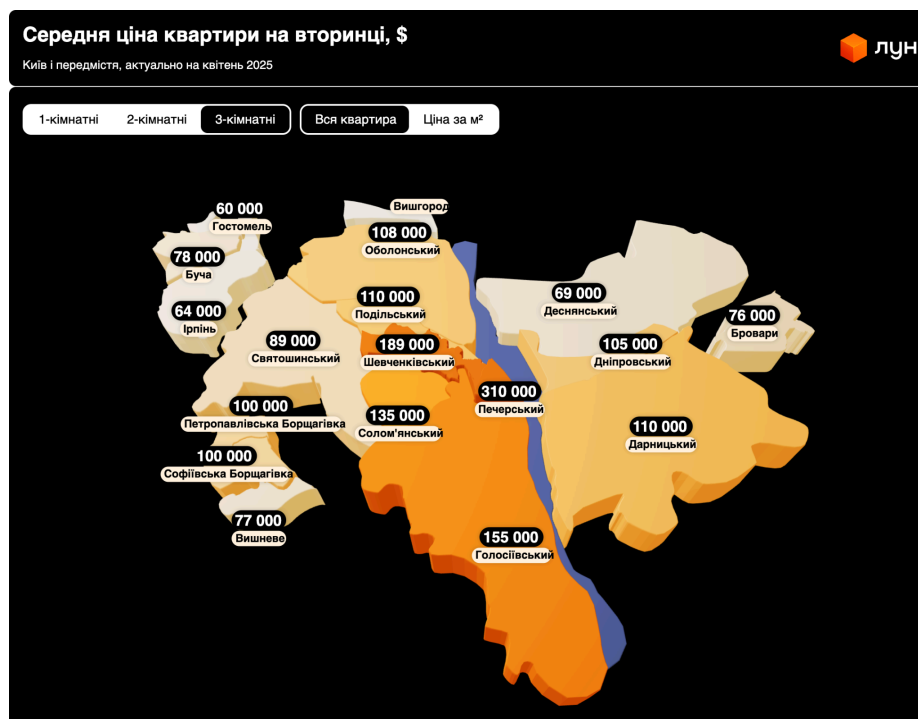 Середня ціна квартири на вторинці, $
Київ і передмістя, актуально на квітень 2025
лун
1-кімнатні
2-кімнатні
3-кімнатні
Вся квартира
Ціна за м²
60 000
Гостомель
Вишгород
108 000
Оболонський
78 000
Буча
64 000
Ірпінь
110 000
Подільський
69 000
Деснянський
76 000
Бровари
89 000
Святошинський
189 000
Шевченківський
105 000
Дніпровський
310 000
Печерський
100 000
Петропавлівська Борщагівка
135 000
Солом'янський
110 000
Дарницький
100 000
Софіївська Борщагівка
77 000
Вишневе
155 000
Голосіївський